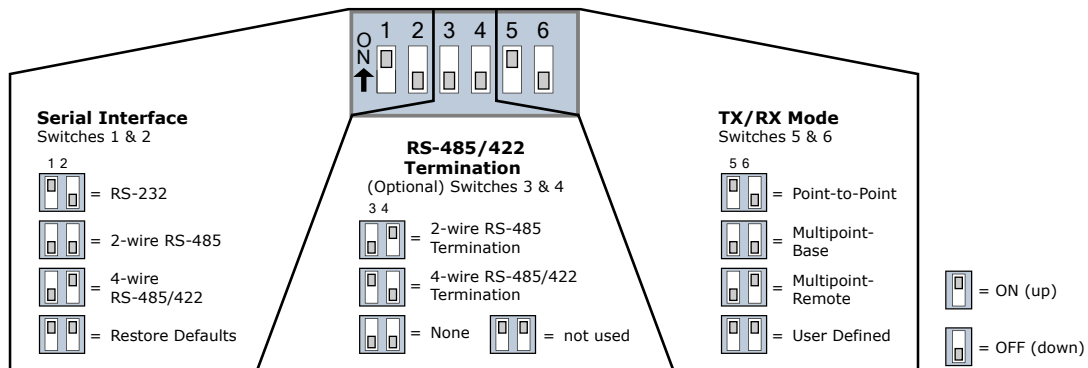 ON
1 2 3 4 5 6
Serial Interface
Switches 1 & 2
1 2
= RS-232
= 2-wire RS-485
= 4-wire
RS-485/422
= Restore Defaults
RS-485/422
Termination
(Optional) Switches 3 & 4
3 4
= 2-wire RS-485
Termination
= 4-wire RS-485/422
Termination
= None
= not used
TX/RX Mode
Switches 5 & 6
5 6
= Point-to-Point
= Multipoint-
Base
= Multipoint-
Remote
= User Defined
= ON (up)
= OFF (down)